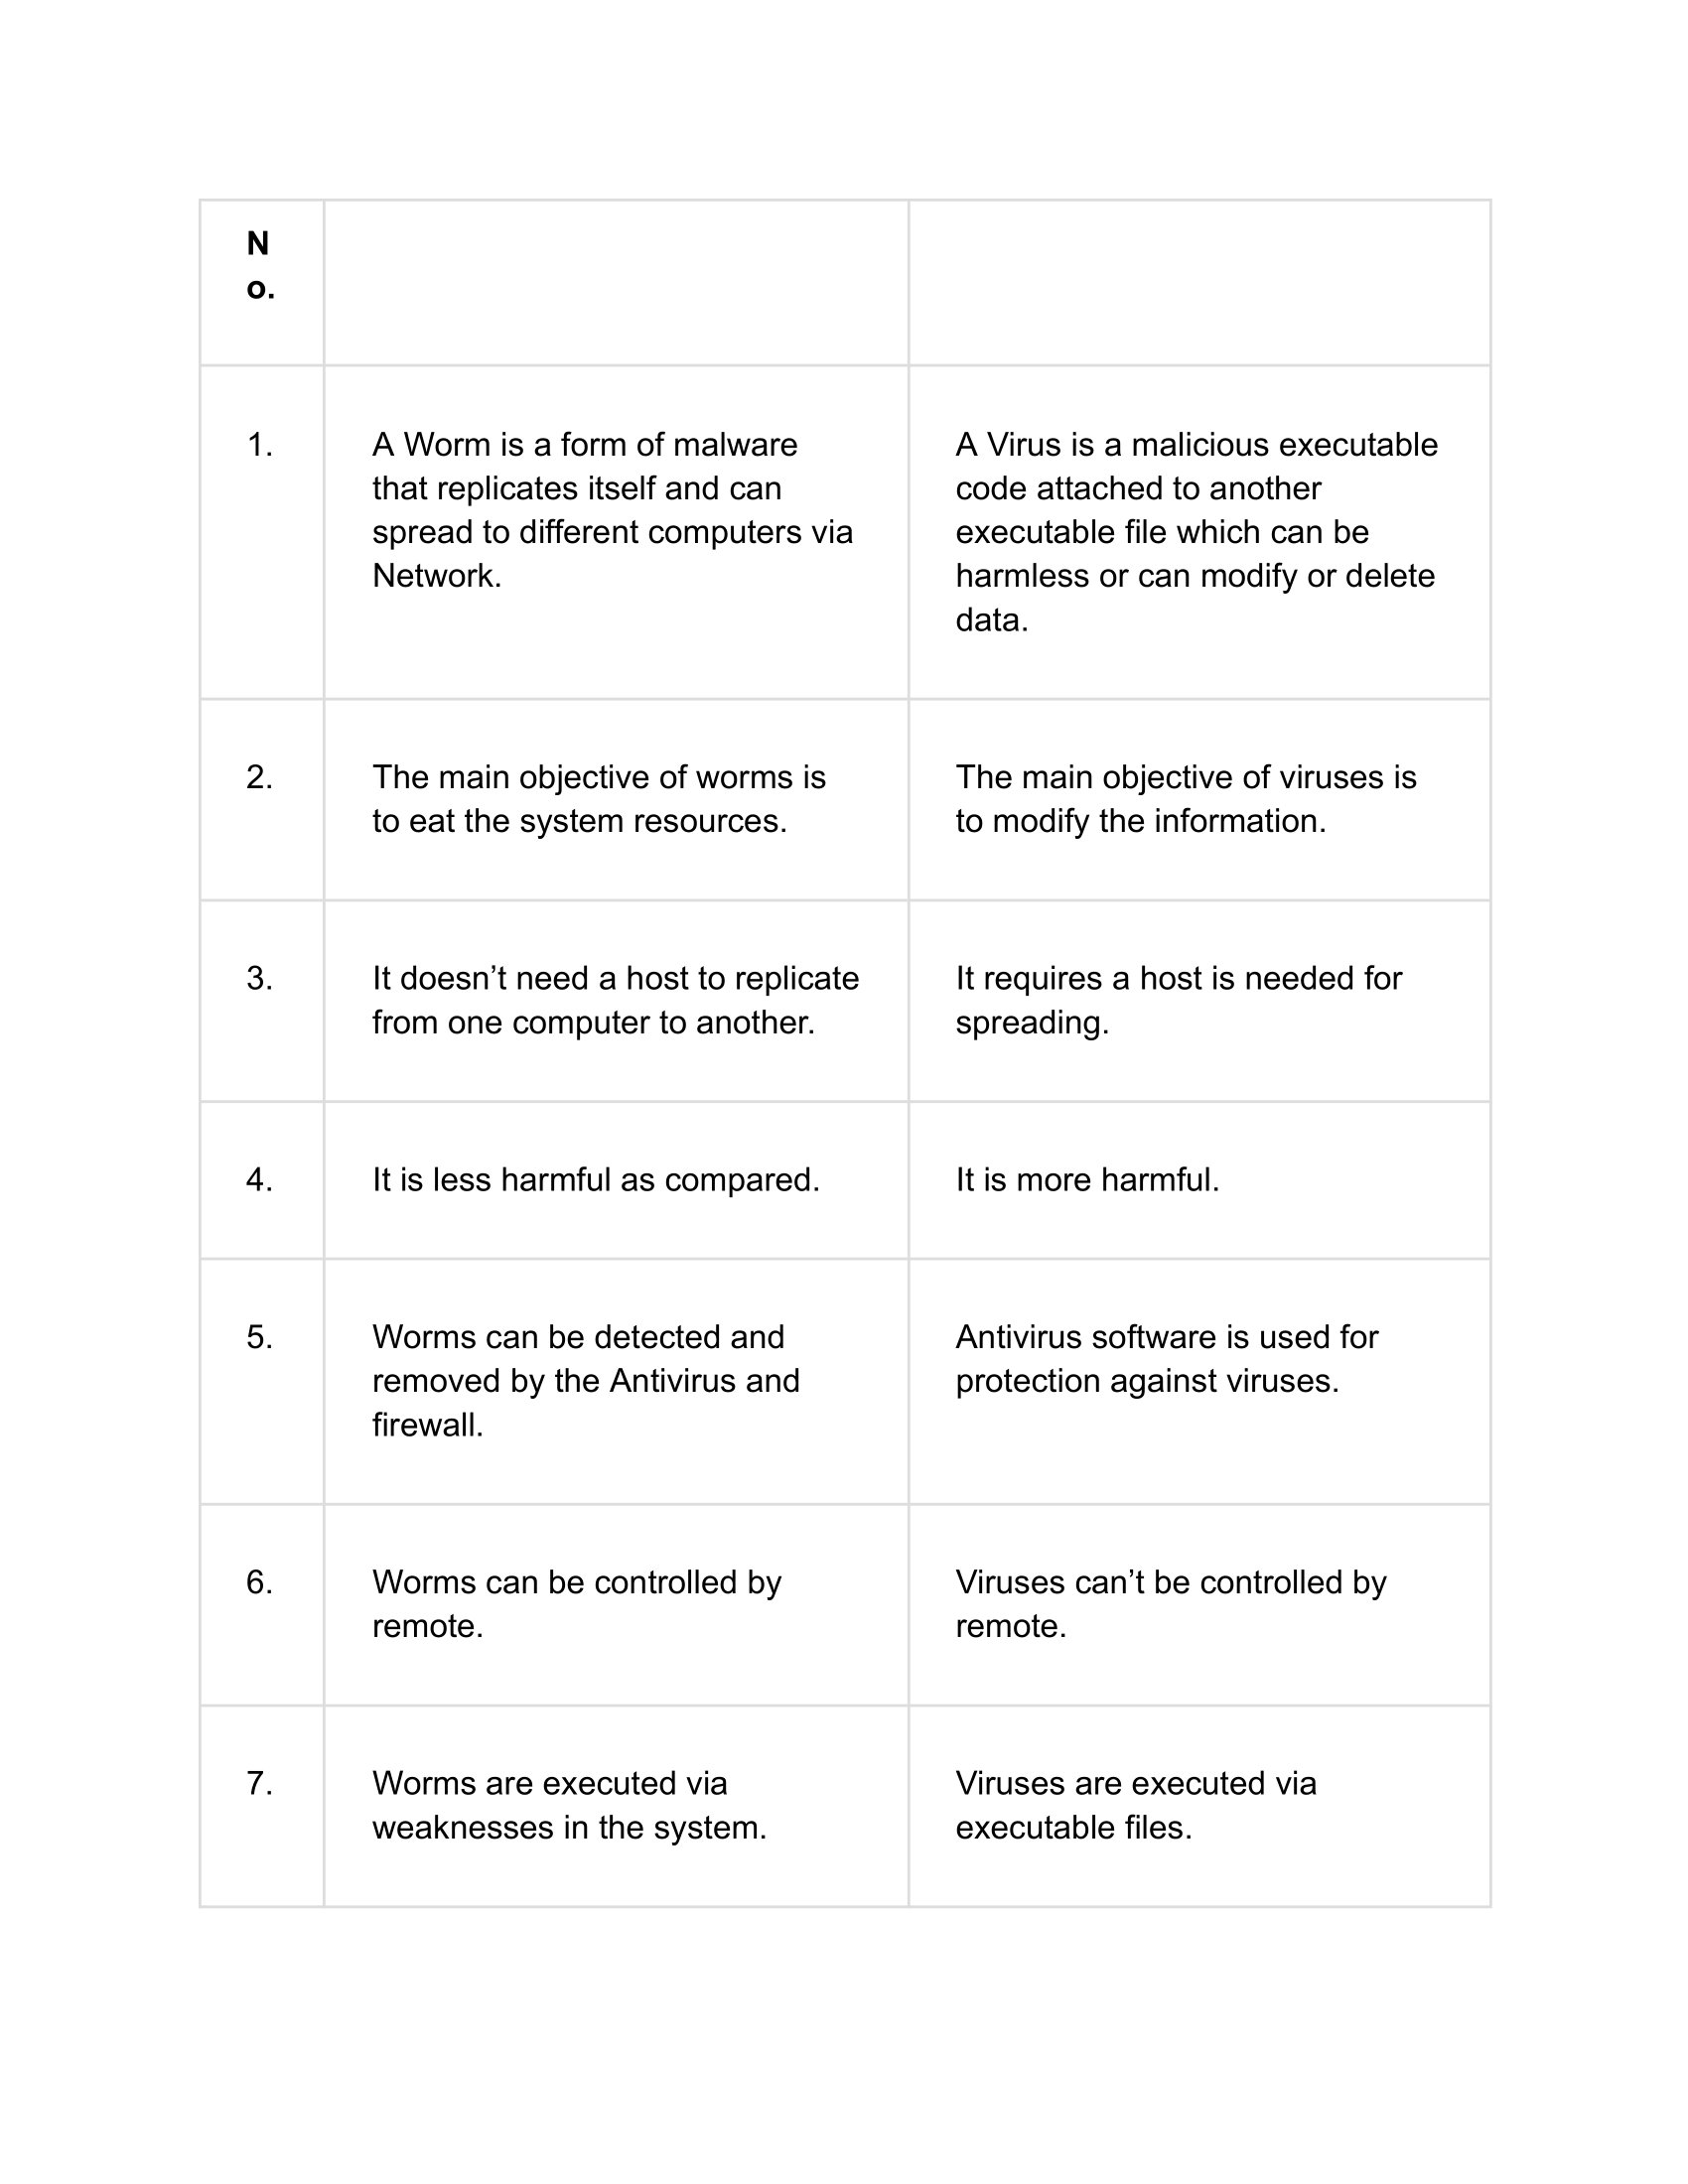 N
o.
1.
A Worm is a form of malware
that replicates itself and can
spread to different computers via
Network.
A Virus is a malicious executable
code attached to another
executable file which can be
harmless or can modify or delete
data.
2.
The main objective of worms is
to eat the system resources.
The main objective of viruses is
to modify the information.
3.
It doesn’t need a host to replicate
from one computer to another.
It requires a host is needed for
spreading.
4.
It is less harmful as compared.
It is more harmful.
5.
Worms can be detected and
removed by the Antivirus and
firewall.
Antivirus software is used for
protection against viruses.
6.
Worms can be controlled by
remote.
Viruses can’t be controlled by
remote.
7.
Worms are executed via
weaknesses in the system.
Viruses are executed via
executable files.